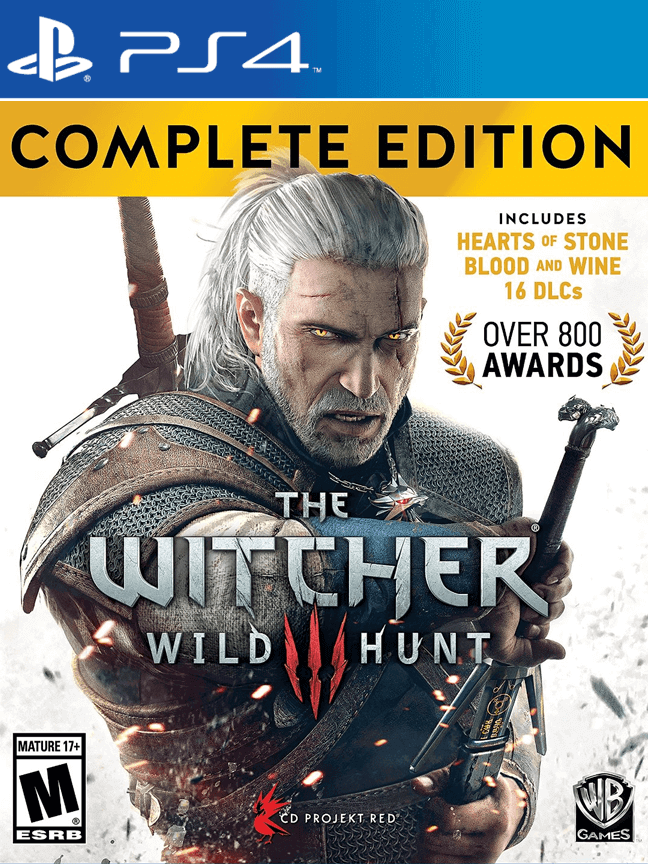 PS4
COMPLETE EDITION
INCLUDES
HEARTS OF STONE
BLOOD AND WINE
16 DLCs
OVER 800
AWARDS
THE
WITCHER
WILD III HUNT
MATURE 17+
M
ESRB
CD PROJEKT RED
WB
GAMES